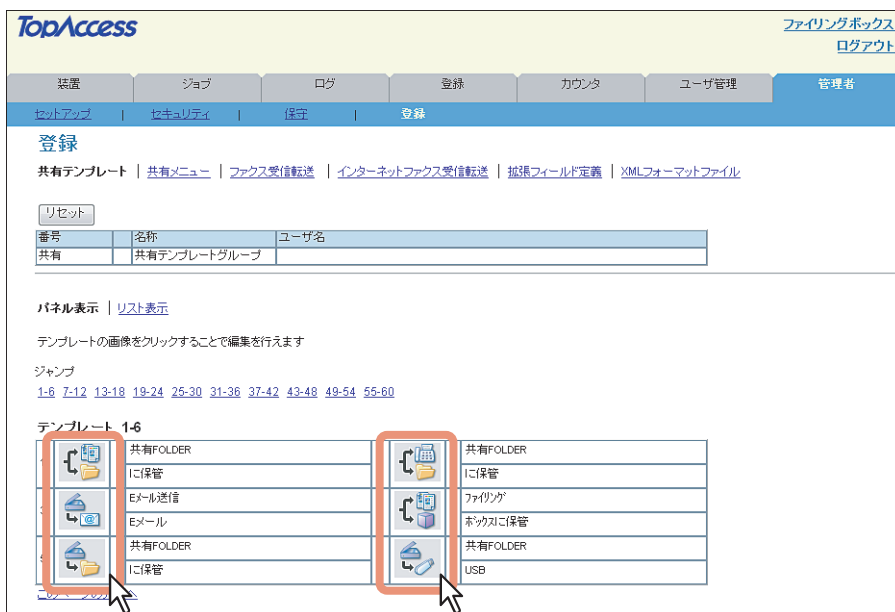 TopAccess
ファイリングボックス
ログアウト
装置 ジョブ ログ 登録 カウンタ ユーザ管理 管理者
セットアップ | セキュリティ | 保守 | 登録
登録
共有テンプレート | 共有メニュー | ファクス受信転送 | インターネットファクス受信転送 | 拡張フィールド定義 | XMLフォーマットファイル
リセット
番号 名称 ユーザ名
共有 共有テンプレートグループ
パネル表示 | リスト表示
テンプレートの画像をクリックすることで編集を行えます
ジャンプ
1-6 7-12 13-18 19-24 25-30 31-36 37-42 43-48 49-54 55-60
テンプレート 1-6
共有FOLDER 共有FOLDER
に保管 に保管
Eメール送信 ファイリング
Eメール ボックスに保管
共有FOLDER 共有FOLDER
に保管 USB
このページの